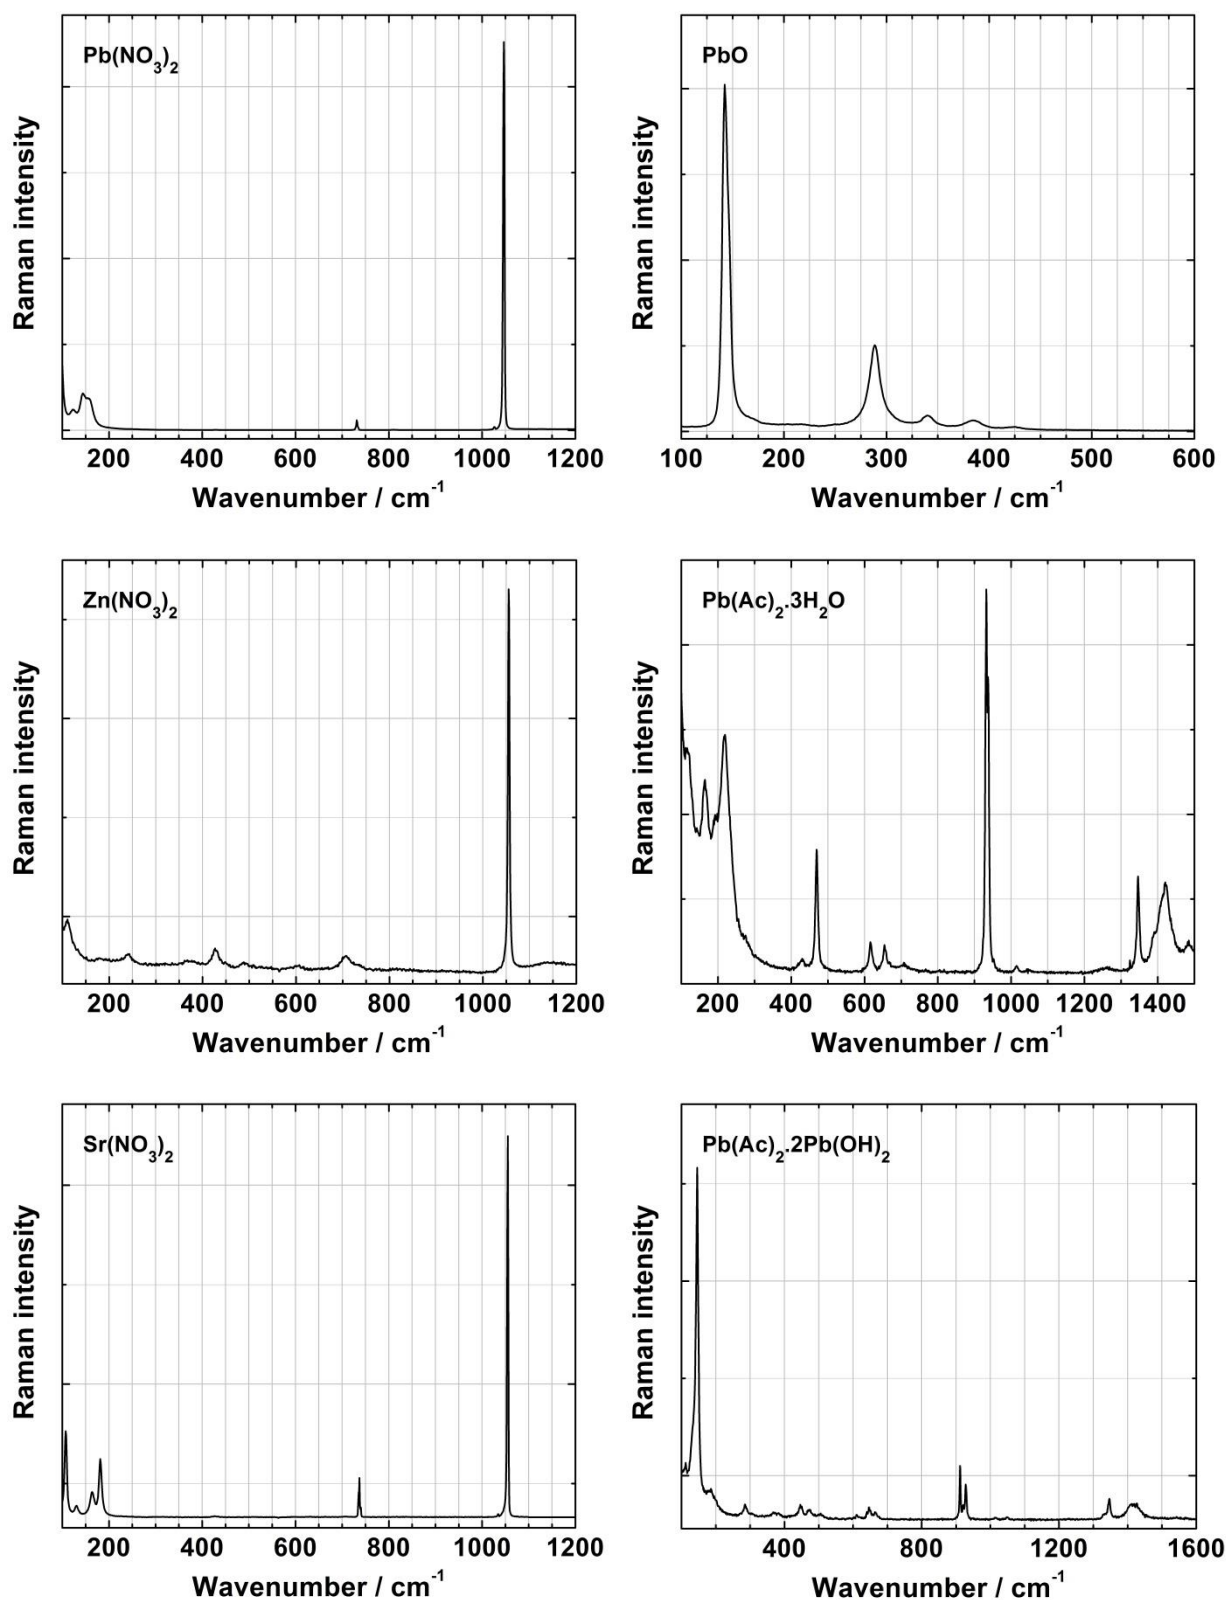 Pb(NO3)2
Raman intensity
200 400 600 800 1000 1200
Wavenumber / cm-1
PbO
Raman intensity
100 200 300 400 500 600
Wavenumber / cm-1
Zn(NO3)2
Raman intensity
200 400 600 800 1000 1200
Wavenumber / cm-1
Pb(Ac)2.3H2O
Raman intensity
200 400 600 800 1000 1200 1400
Wavenumber / cm-1
Sr(NO3)2
Raman intensity
200 400 600 800 1000 1200
Wavenumber / cm-1
Pb(Ac)2.2Pb(OH)2
Raman intensity
400 800 1200 1600
Wavenumber / cm-1